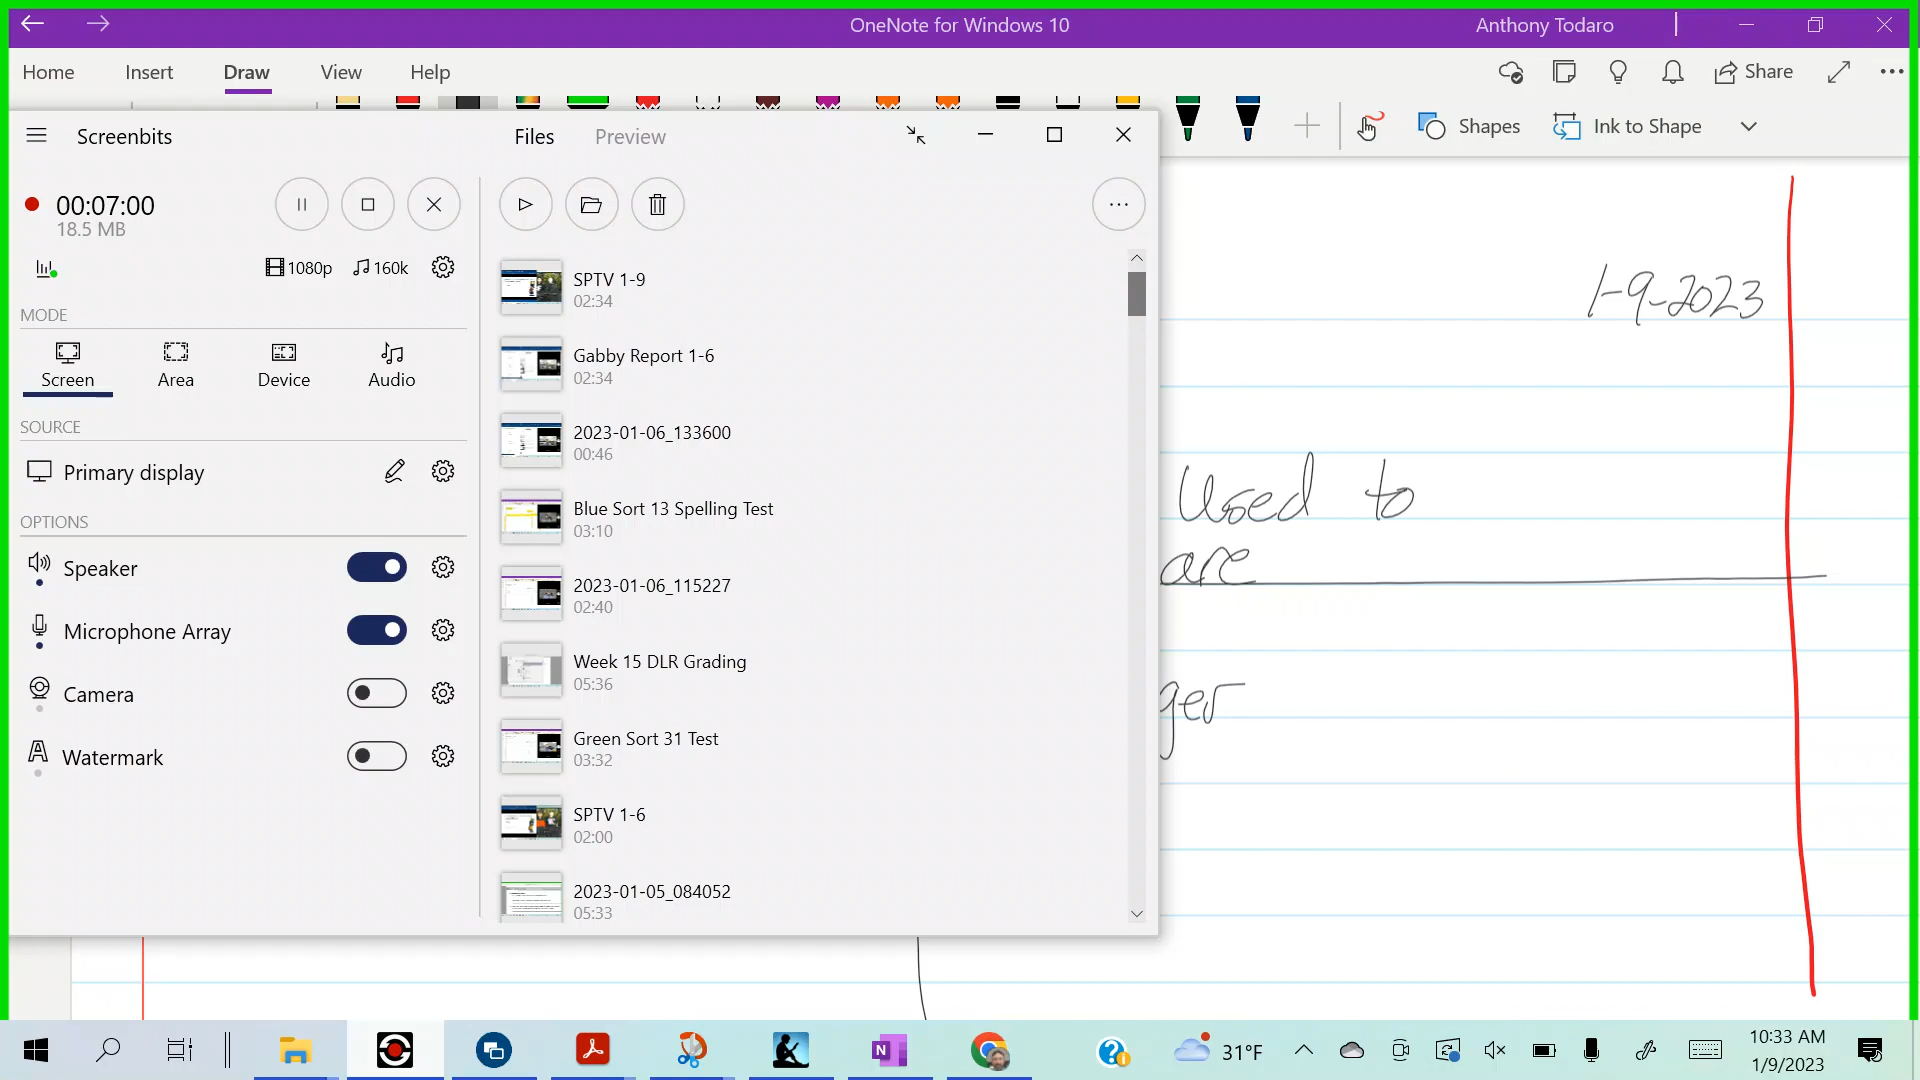 OneNote for Windows 10
Anthony Todaro
Home Insert Draw View Help
Share
Screenbits
Files Preview
Shapes
Ink to Shape
00:07:00
18.5 MB
1080p 160k
MODE
Screen Area Device Audio
SOURCE
Primary display
OPTIONS
Speaker
Microphone Array
Camera
Watermark
SPTV 1-9
02:34
Gabby Report 1-6
02:34
2023-01-06_133600
00:46
Blue Sort 13 Spelling Test
03:10
2023-01-06_115227
02:40
Week 15 DLR Grading
05:36
Green Sort 31 Test
03:32
SPTV 1-6
02:00
2023-01-05_084052
05:33
1-9-2023
Used to
are
ger
31°F
10:33 AM
1/9/2023